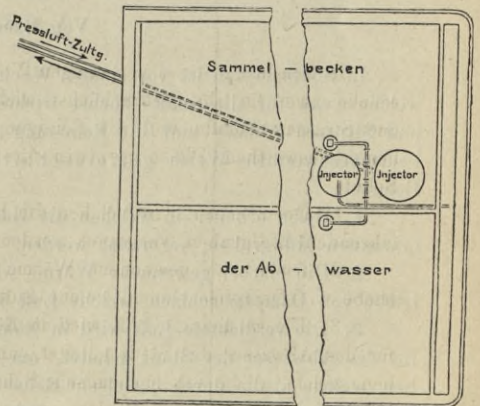 Pressluft-Zultg.
Sammel – becken
Injector Injector
der Ab – wasser